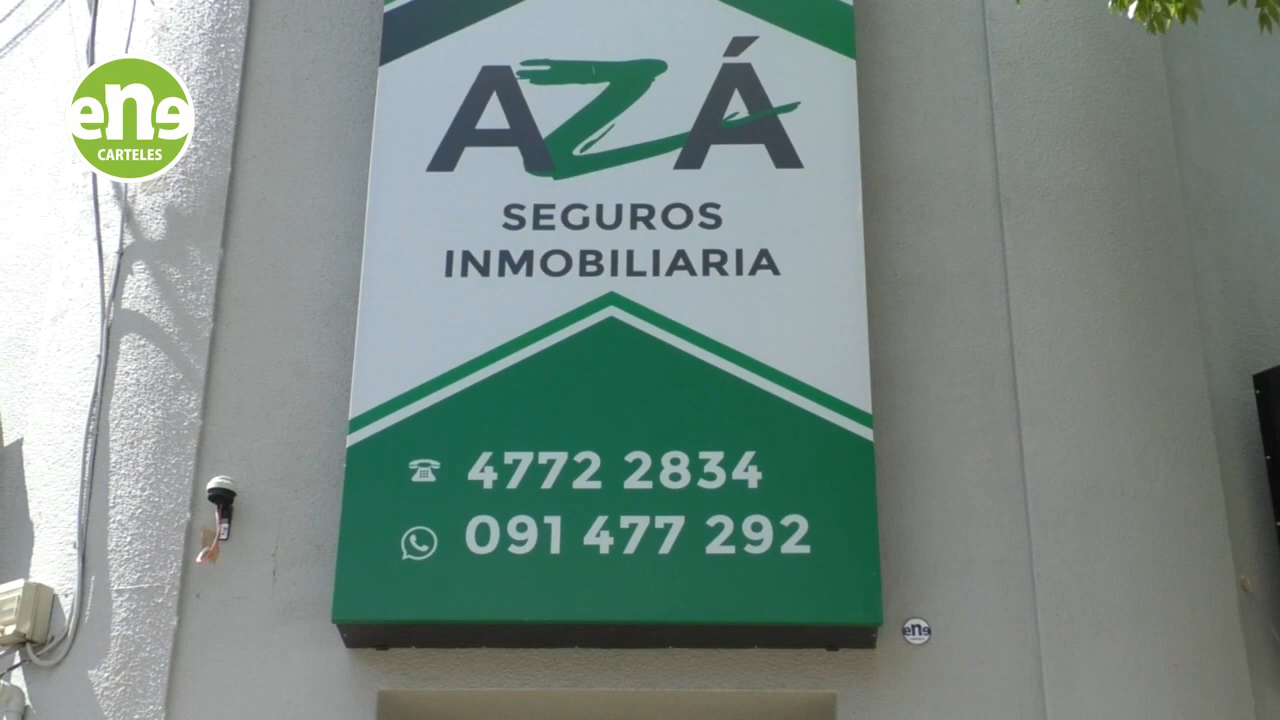 ene
CARTELES
AZÁ
SEGUROS
INMOBILIARIA
4772 2834
091 477 292
ene